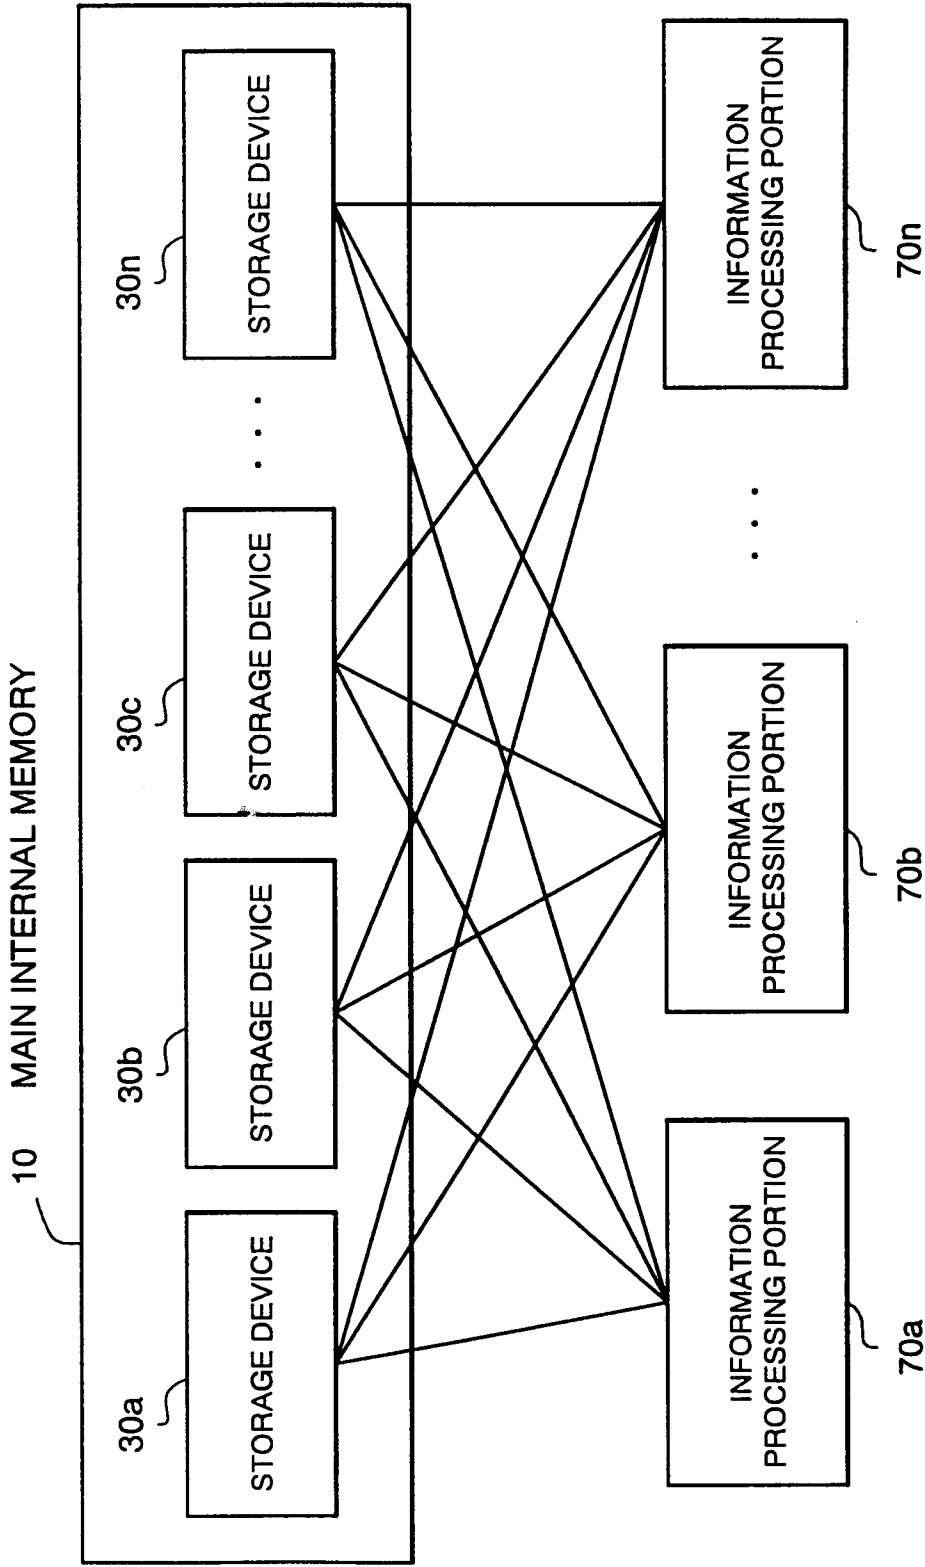 10 MAIN INTERNAL MEMORY
30a
30b
30c
30n
STORAGE DEVICE
STORAGE DEVICE
STORAGE DEVICE
. . .
STORAGE DEVICE
INFORMATION
PROCESSING PORTION
INFORMATION
PROCESSING PORTION
. . .
INFORMATION
PROCESSING PORTION
70a
70b
70n